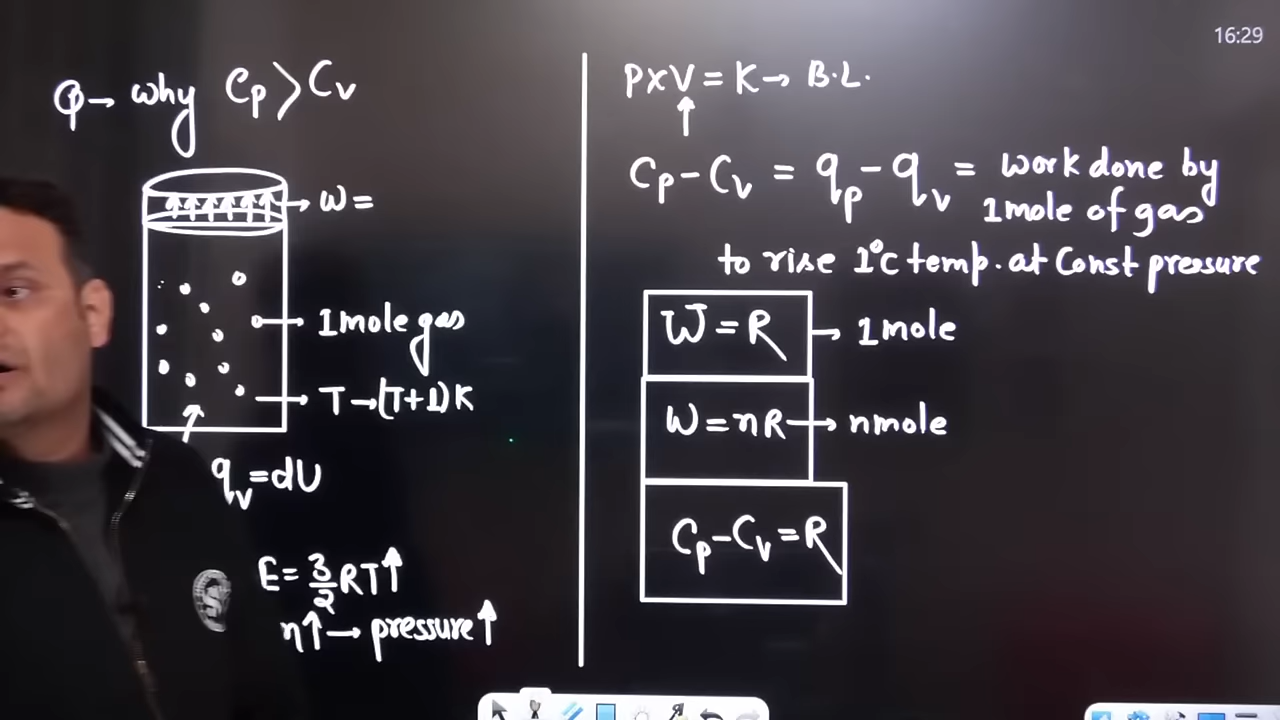 16:29
Q→ why Cp > Cv
W =
1mole gas
T→(T+1)K
qv=dU
E= 3/2 RT↑
n↑→ pressure↑
P×V = K→ B.L.
↑
Cp-Cv = qp-qv = work done by
1mole of gas
to rise 1°c temp. at Const pressure
W = R → 1mole
W = nR → nmole
Cp-Cv=R